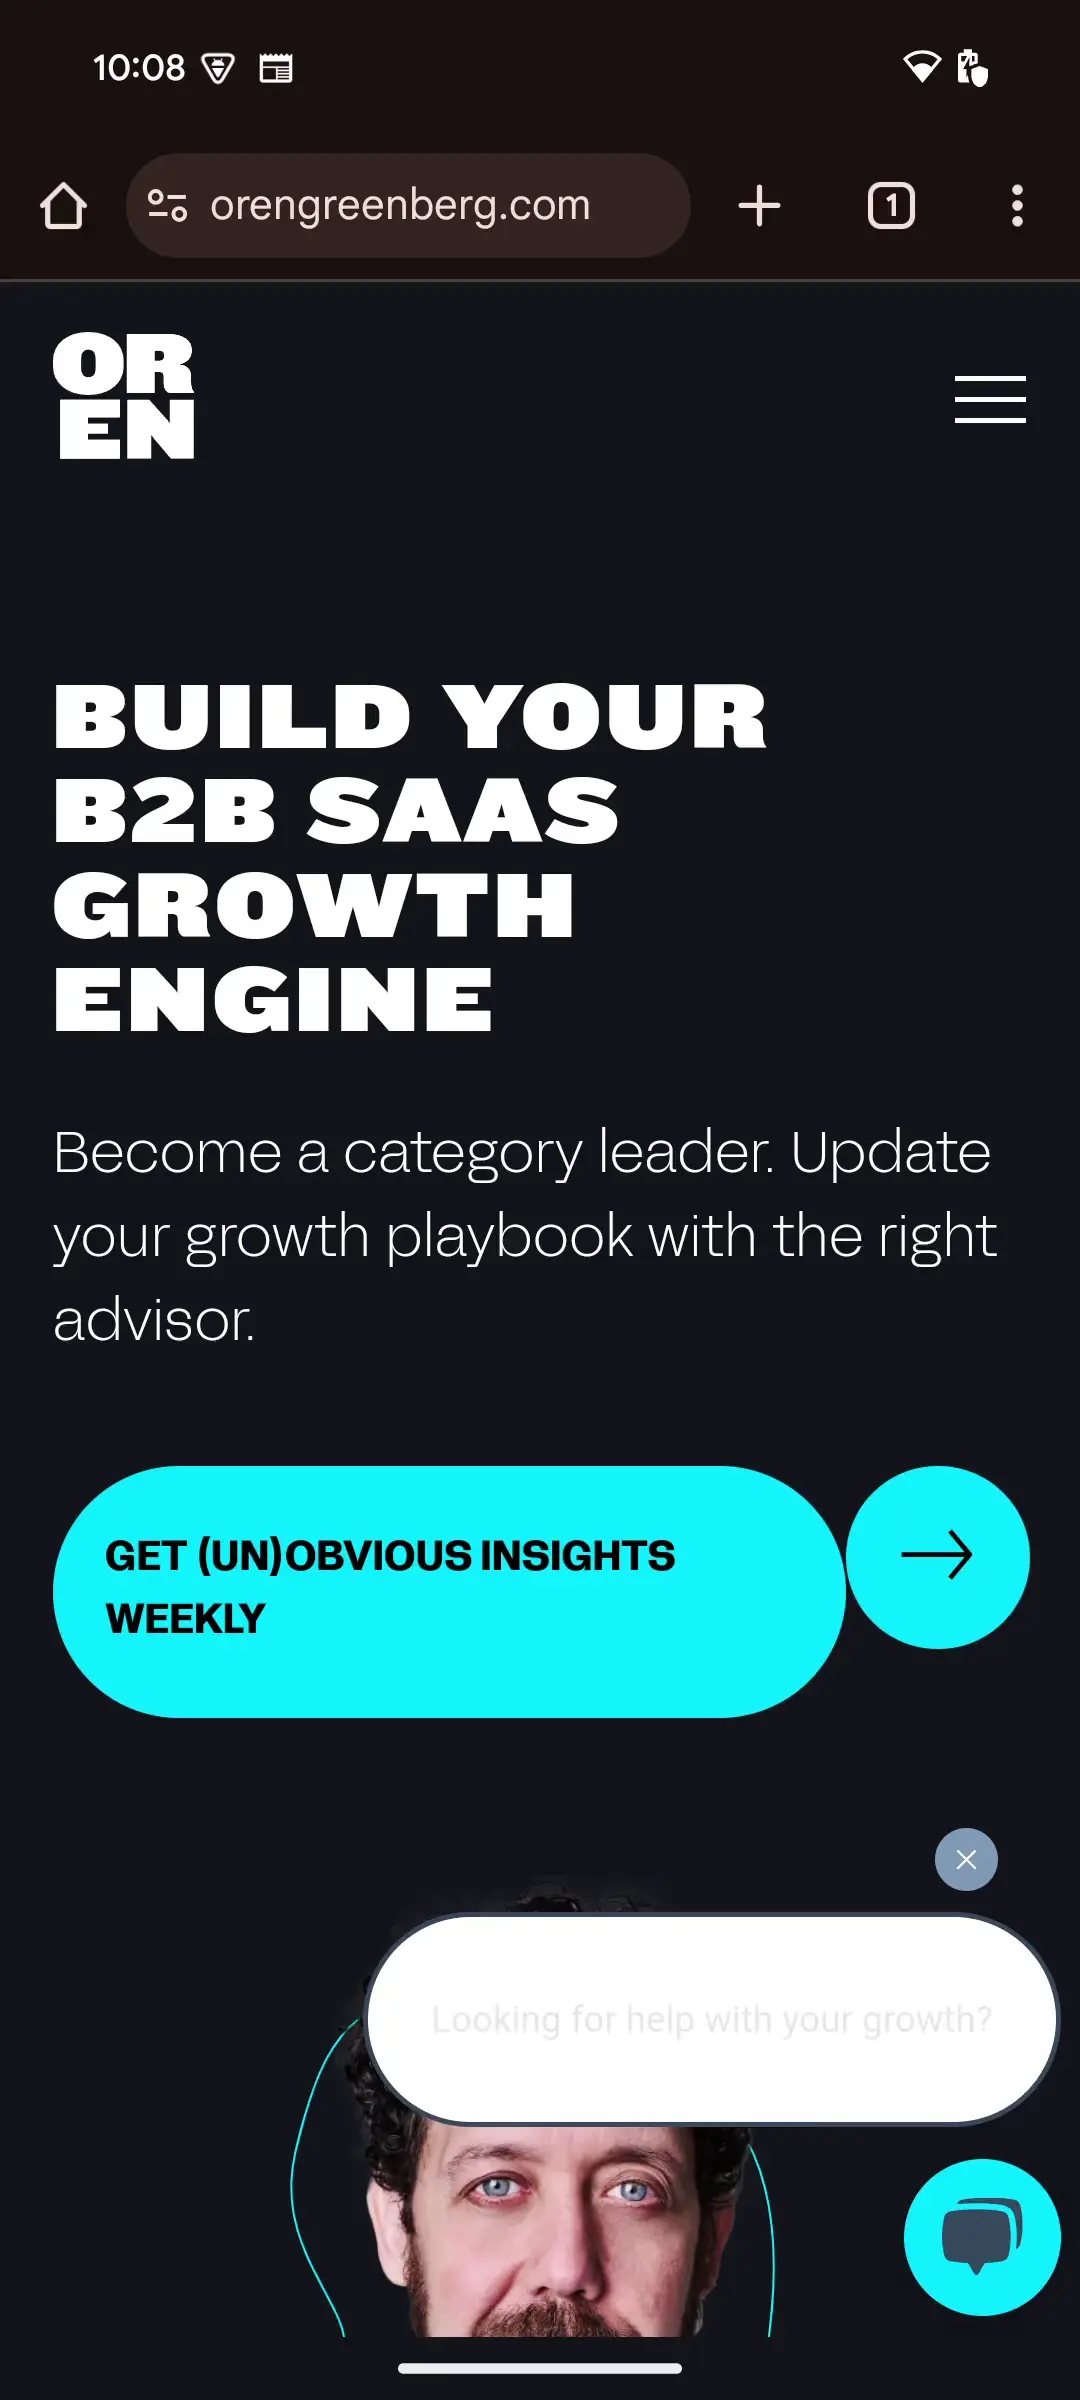 10:08
orengreenberg.com
1
OR
EN
BUILD YOUR
B2B SAAS
GROWTH
ENGINE
Become a category leader. Update
your growth playbook with the right
advisor.
GET (UN)OBVIOUS INSIGHTS
WEEKLY
Looking for help with your growth?